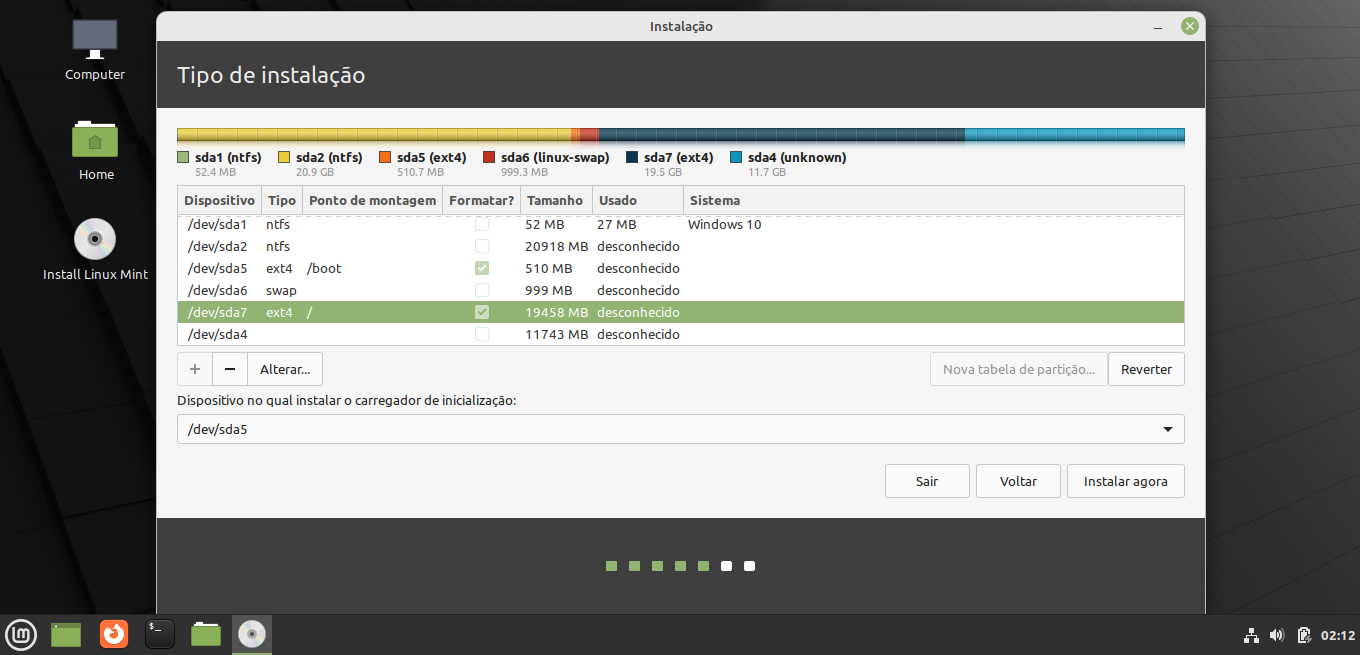 Instalação
Computer
Tipo de instalação
Home
sda1 (ntfs) sda2 (ntfs) sda5 (ext4) sda6 (linux-swap) sda7 (ext4) sda4 (unknown)
52.4 MB 20.9 GB 510.7 MB 999.3 MB 19.5 GB 11.7 GB
Dispositivo Tipo Ponto de montagem Formatar? Tamanho Usado Sistema
/dev/sda1 ntfs 52 MB 27 MB Windows 10
/dev/sda2 ntfs 20918 MB desconhecido
/dev/sda5 ext4 /boot 510 MB desconhecido
Install Linux Mint
/dev/sda6 swap 999 MB desconhecido
/dev/sda7 ext4 / 19458 MB desconhecido
/dev/sda4 11743 MB desconhecido
+ − Alterar... Nova tabela de partição... Reverter
Dispositivo no qual instalar o carregador de inicialização:
/dev/sda5
Sair Voltar Instalar agora
$_
02:12